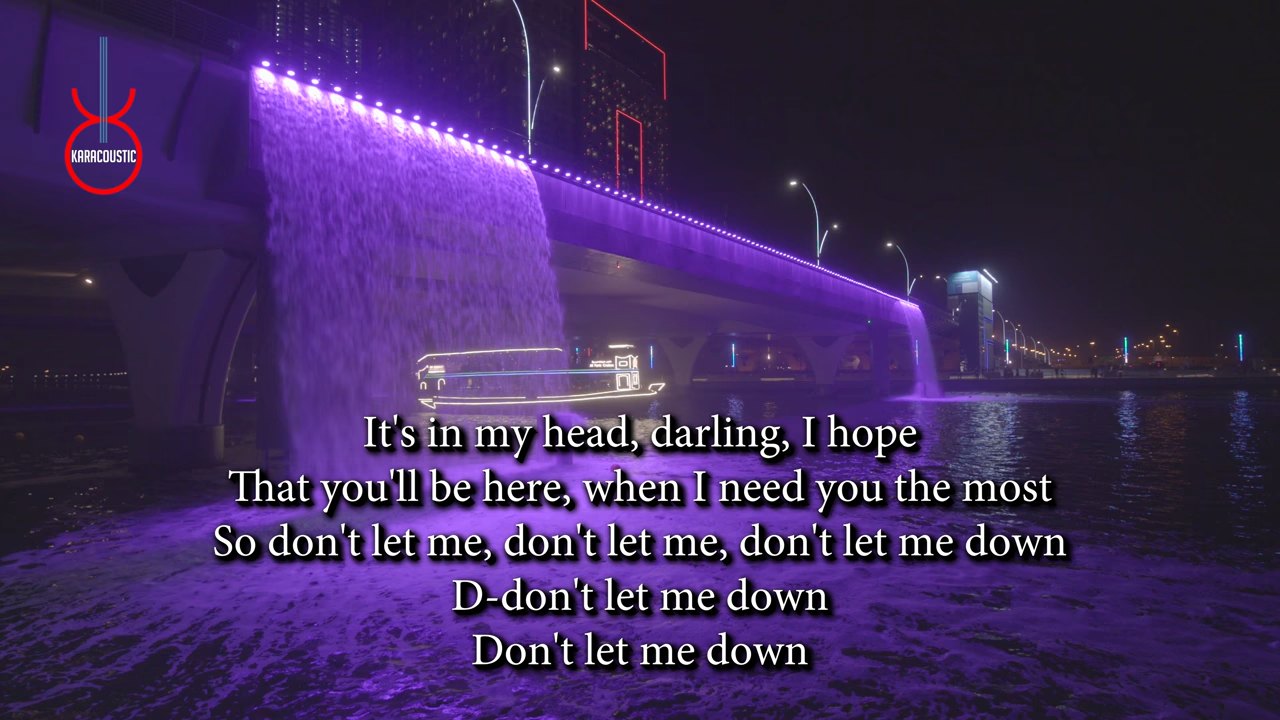 KARACOUSTIC
It's in my head, darling, I hope
That you'll be here, when I need you the most
So don't let me, don't let me, don't let me down
D-don't let me down
Don't let me down